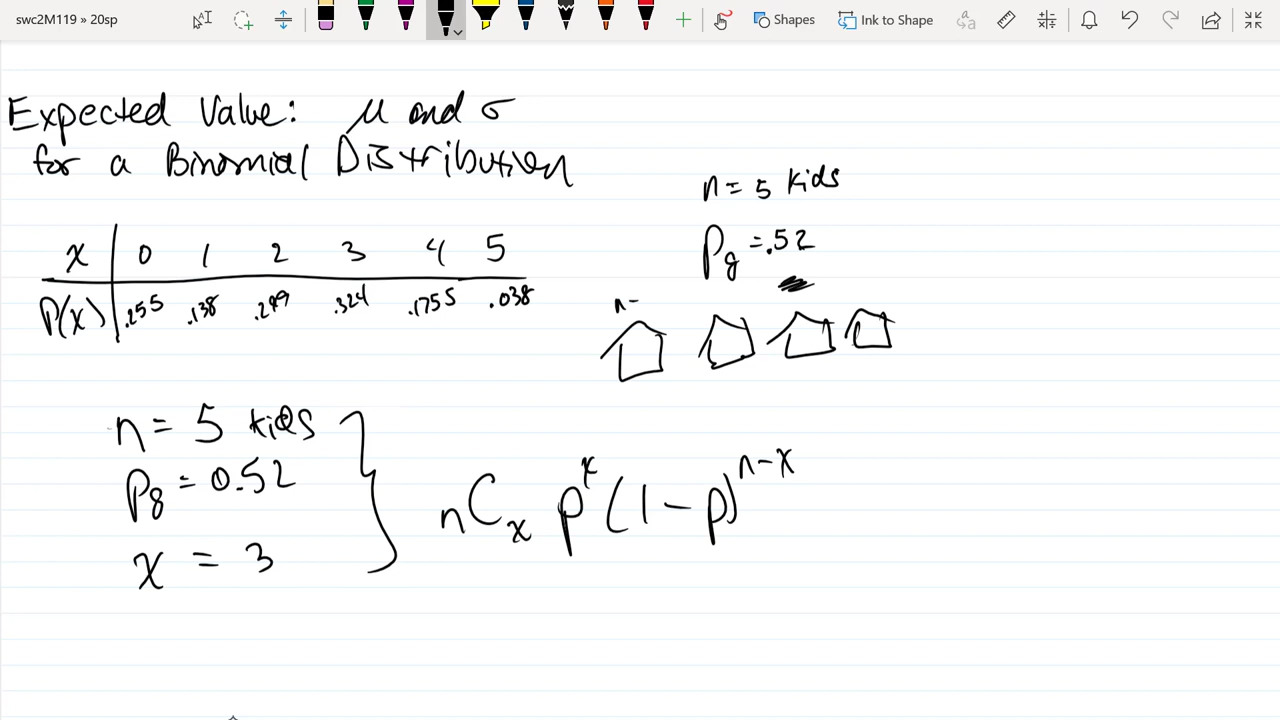 swc2M119 » 20sp
Shapes
Ink to Shape
Expected Value: μ and σ
for a Binomial Distribution
n = 5 kids
Pg = .52
x 0 1 2 3 4 5
P(x) .255 .138 .299 .324 .1755 .038
n-
n = 5 kids
Pg = 0.52
x = 3
nCx p^x (1-p)^n-x